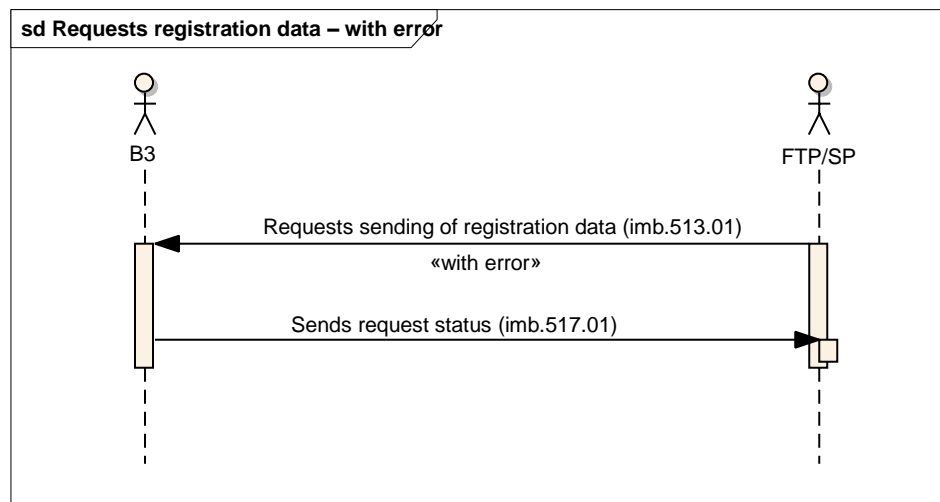 sd Requests registration data – with error
B3
FTP/SP
Requests sending of registration data (imb.513.01)
«with error»
Sends request status (imb.517.01)